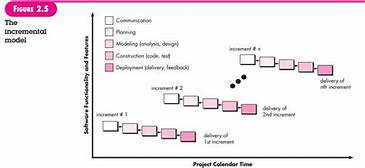 FIGURE 2.5
The
incremental
model
Communication
Planning
Modeling (analysis, design)
Construction (code, test)
Deployment (delivery, feedback)
increment # n
delivery of
nth increment
increment # 2
delivery of
2nd increment
increment # 1
delivery of
1st increment
Software Functionality and Features
Project Calendar Time